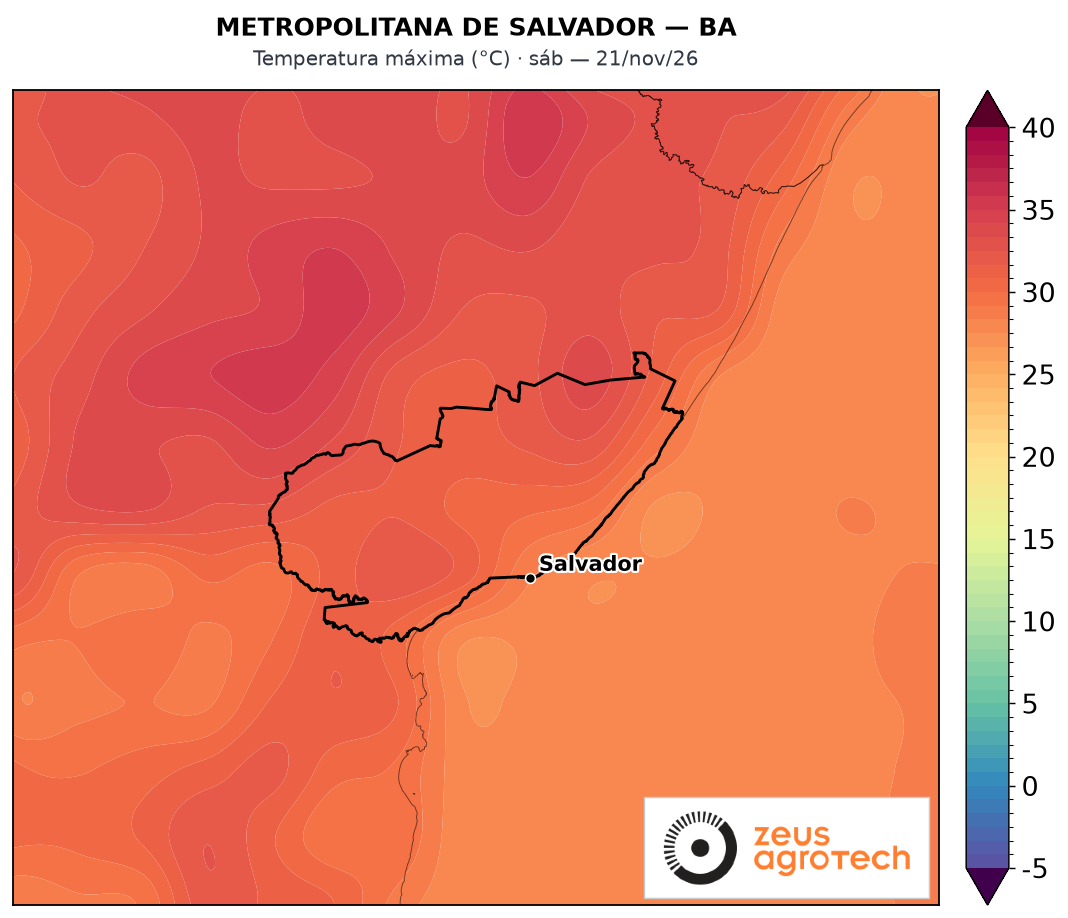 METROPOLITANA DE SALVADOR — BA
Temperatura máxima (°C) · sáb — 21/nov/26
40
35
30
25
20
15
10
5
0
-5
Salvador
zeus
agrotech